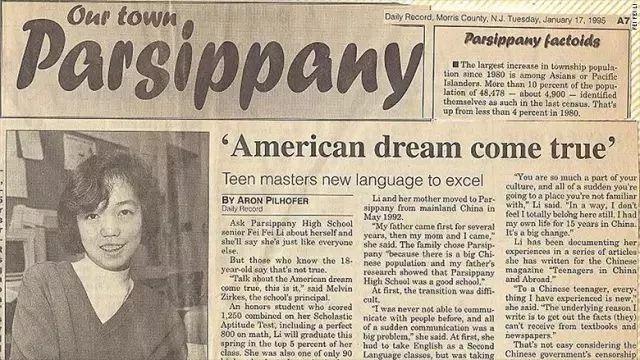 Our town
Parsippany
Daily Record, Morris County, N.J. Tuesday, January 17, 1995 A7
Parsippany factoids
■ The largest increase in township popula-
tion since 1980 is among Asians or Pacific
Islanders. More than 10 percent of the popu-
lation of 48,478 — about 4,900 — identified
themselves as such in the last census. That's
up from less than 4 percent in 1980.
'American dream come true'
Teen masters new language to excel
BY ARON PILHOFER
Daily Record
Ask Parsippany High School
senior Fei Fei Li about herself and
she'll say she's just like everyone
else.
But those who know the 18-
year-old say that's not true.
"Talk about the American dream
come true, this is it," said Melvin
Zirkes, the school's principal.
An honors student who scored
1,250 combined on her Scholastic
Aptitude Test, including a perfect
800 on math, Li will graduate this
spring in the top 5 percent of her
class. She was also one of only 90
Li and her mother moved to Par-
sippany from mainland China in
May 1992.
"My father came first for several
years, then my mom and I came,"
she said. The family chose Parsip-
pany "because there is a big Chi-
nese population and my father's
research showed that Parsippany
High School was a good school."
At first, the transition was diffi-
cult.
"I was never able to commu-
nicate with people before, and all
of a sudden communication was a
big problem," she said. At first, she
had to take English as a Second
Language classes, but was taking
"You are so much a part of your
culture, and all of a sudden you're
going to a place you're not familiar
with," Li said. "In a way, I don't
feel I totally belong here still. I had
my own life for 15 years in China.
It's a big change."
Li has been documenting her
experiences in a series of articles
she has written for the Chinese
magazine "Teenagers in China
and Abroad."
"To a Chinese teenager, every-
thing I have experienced is new,"
she said. "The underlying reason I
write is to get out the facts (they)
can't receive from textbooks and
newspapers."
That's not easy considering the
Chinese government's censorship